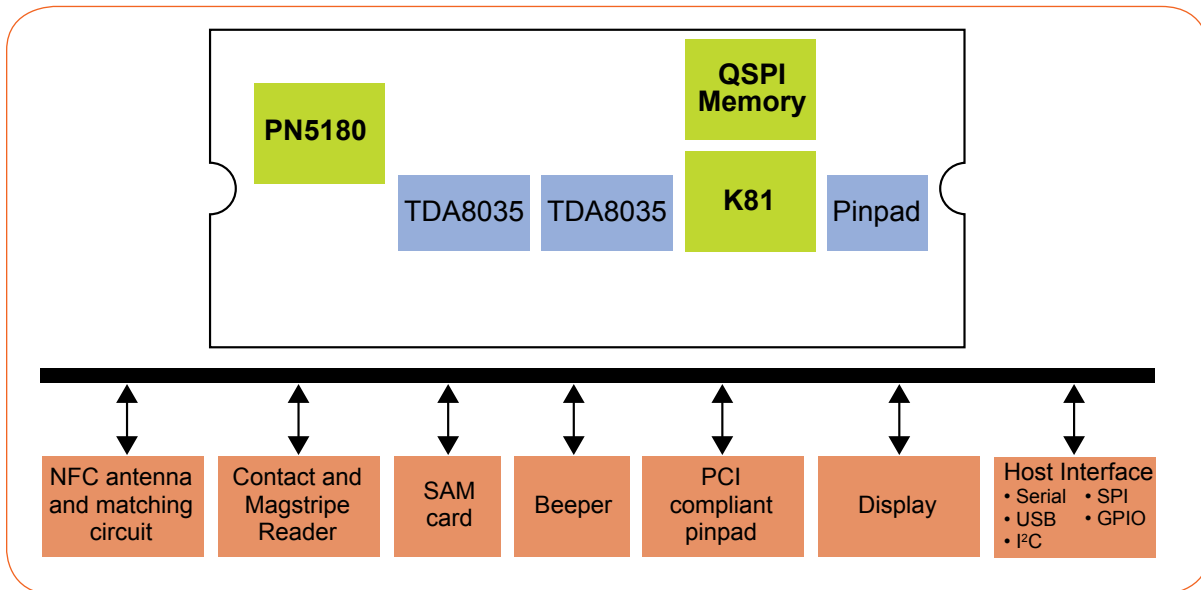 QSPI
Memory
PN5180
TDA8035
TDA8035
K81
Pinpad
NFC antenna
and matching
circuit
Contact and
Magstripe
Reader
SAM
card
Beeper
PCI
compliant
pinpad
Display
Host Interface
• Serial • SPI
• USB • GPIO
• I²C